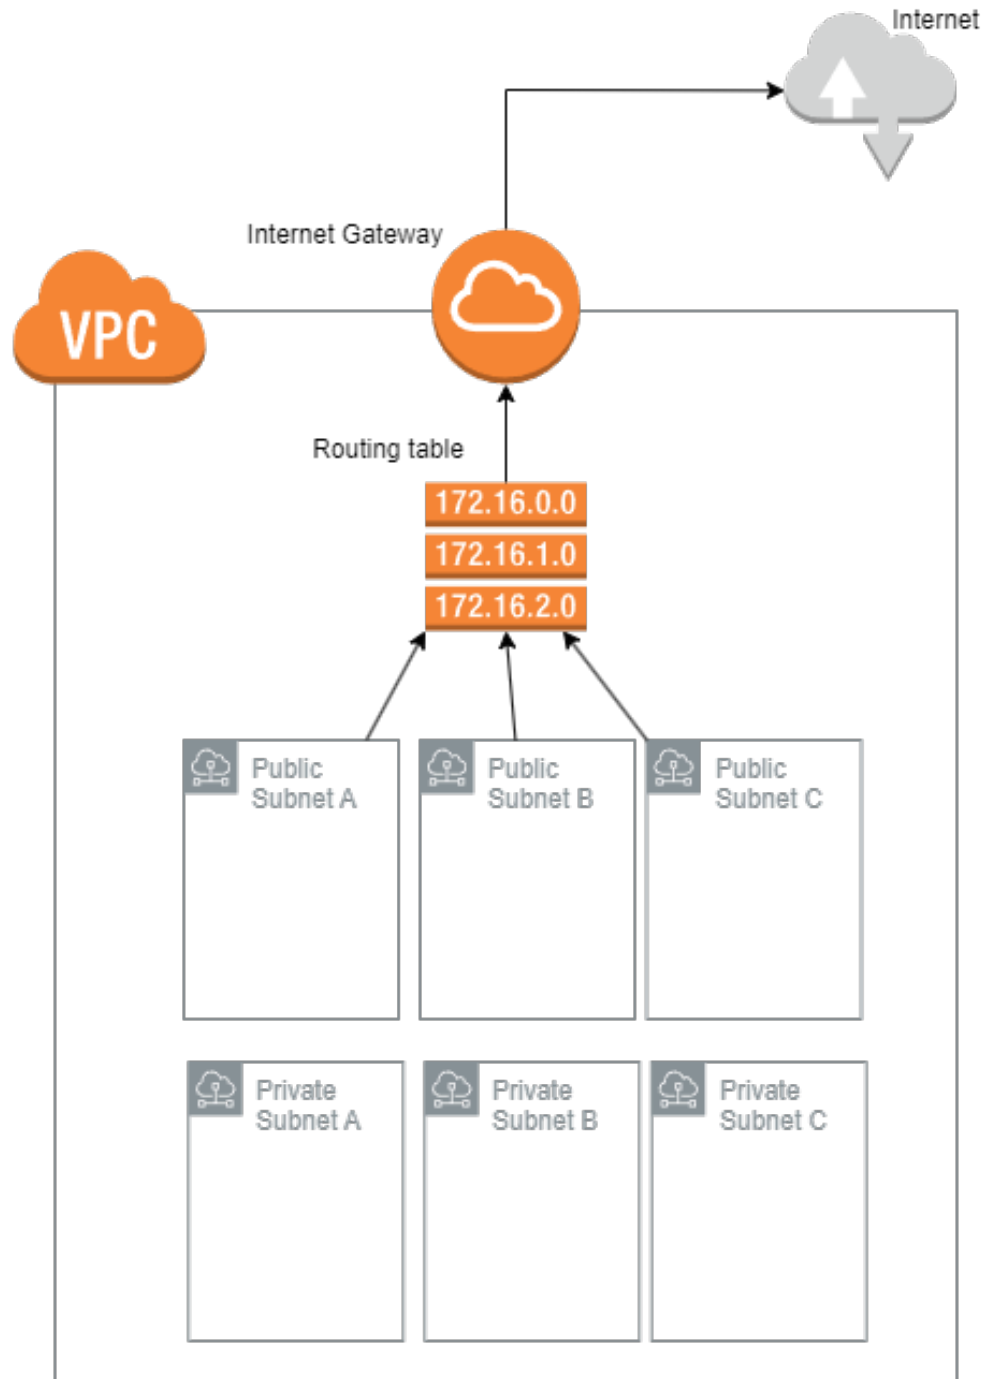 Internet
Internet Gateway
VPC
Routing table
172.16.0.0
172.16.1.0
172.16.2.0
Public
Subnet A
Public
Subnet B
Public
Subnet C
Private
Subnet A
Private
Subnet B
Private
Subnet C